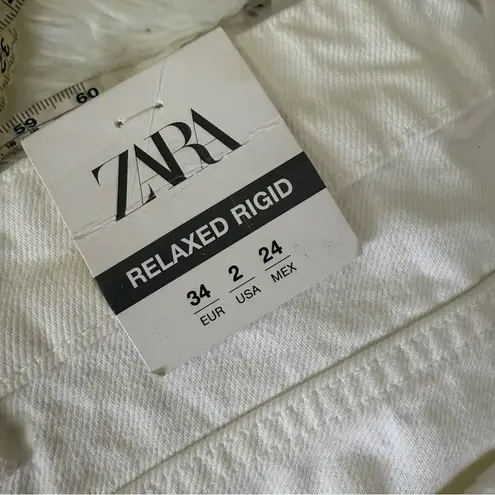 ZARA
RELAXED RIGID
34 2 24
EUR USA MEX
59 60